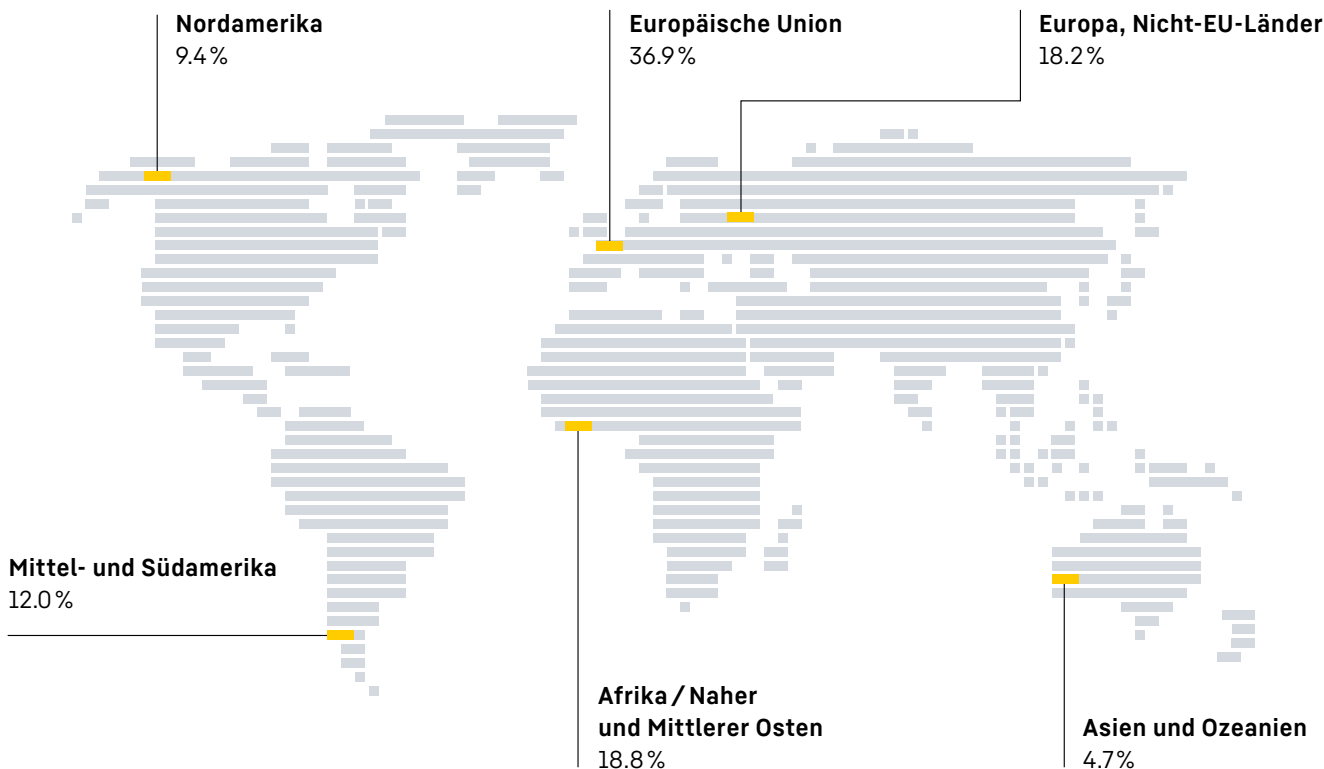 Nordamerika
9.4 %
Europäische Union
36.9 %
Europa, Nicht-EU-Länder
18.2 %
Mittel- und Südamerika
12.0 %
Afrika / Naher
und Mittlerer Osten
18.8 %
Asien und Ozeanien
4.7 %